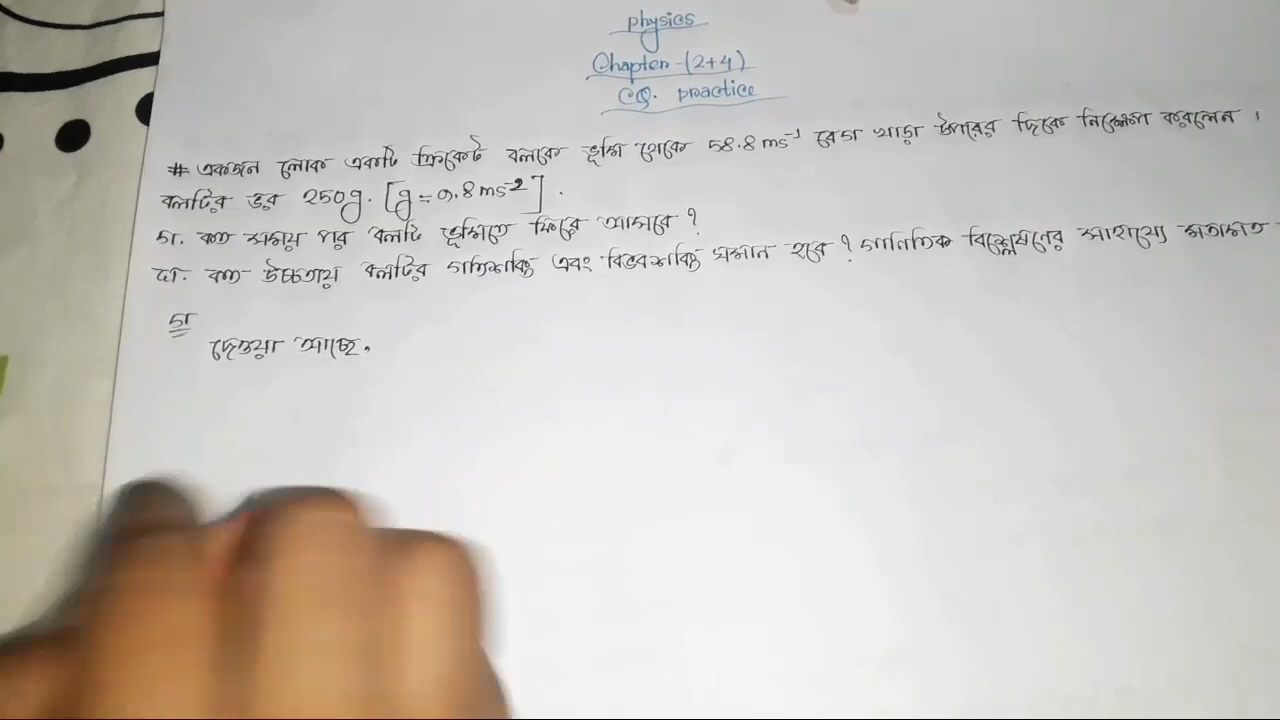 physics
Chapter-(2+4)
CQ. practice
# একজন লোক একটি ক্রিকেট বলকে ভূমি থেকে 58.8 ms⁻¹ বেগে খাড়া উপরের দিকে নিক্ষেপ করলেন।
বলটির ভর 250g. [g = 9.8 ms⁻²].
গ. কত সময় পর বলটি ভূমিতে ফিরে আসবে?
ঘ. কত উচ্চতায় বলটির গতিশক্তি এবং বিভবশক্তি সমান হবে? গানিতিক বিশ্লেষণের সাহায্যে মতামত
গ
দেওয়া আছে,